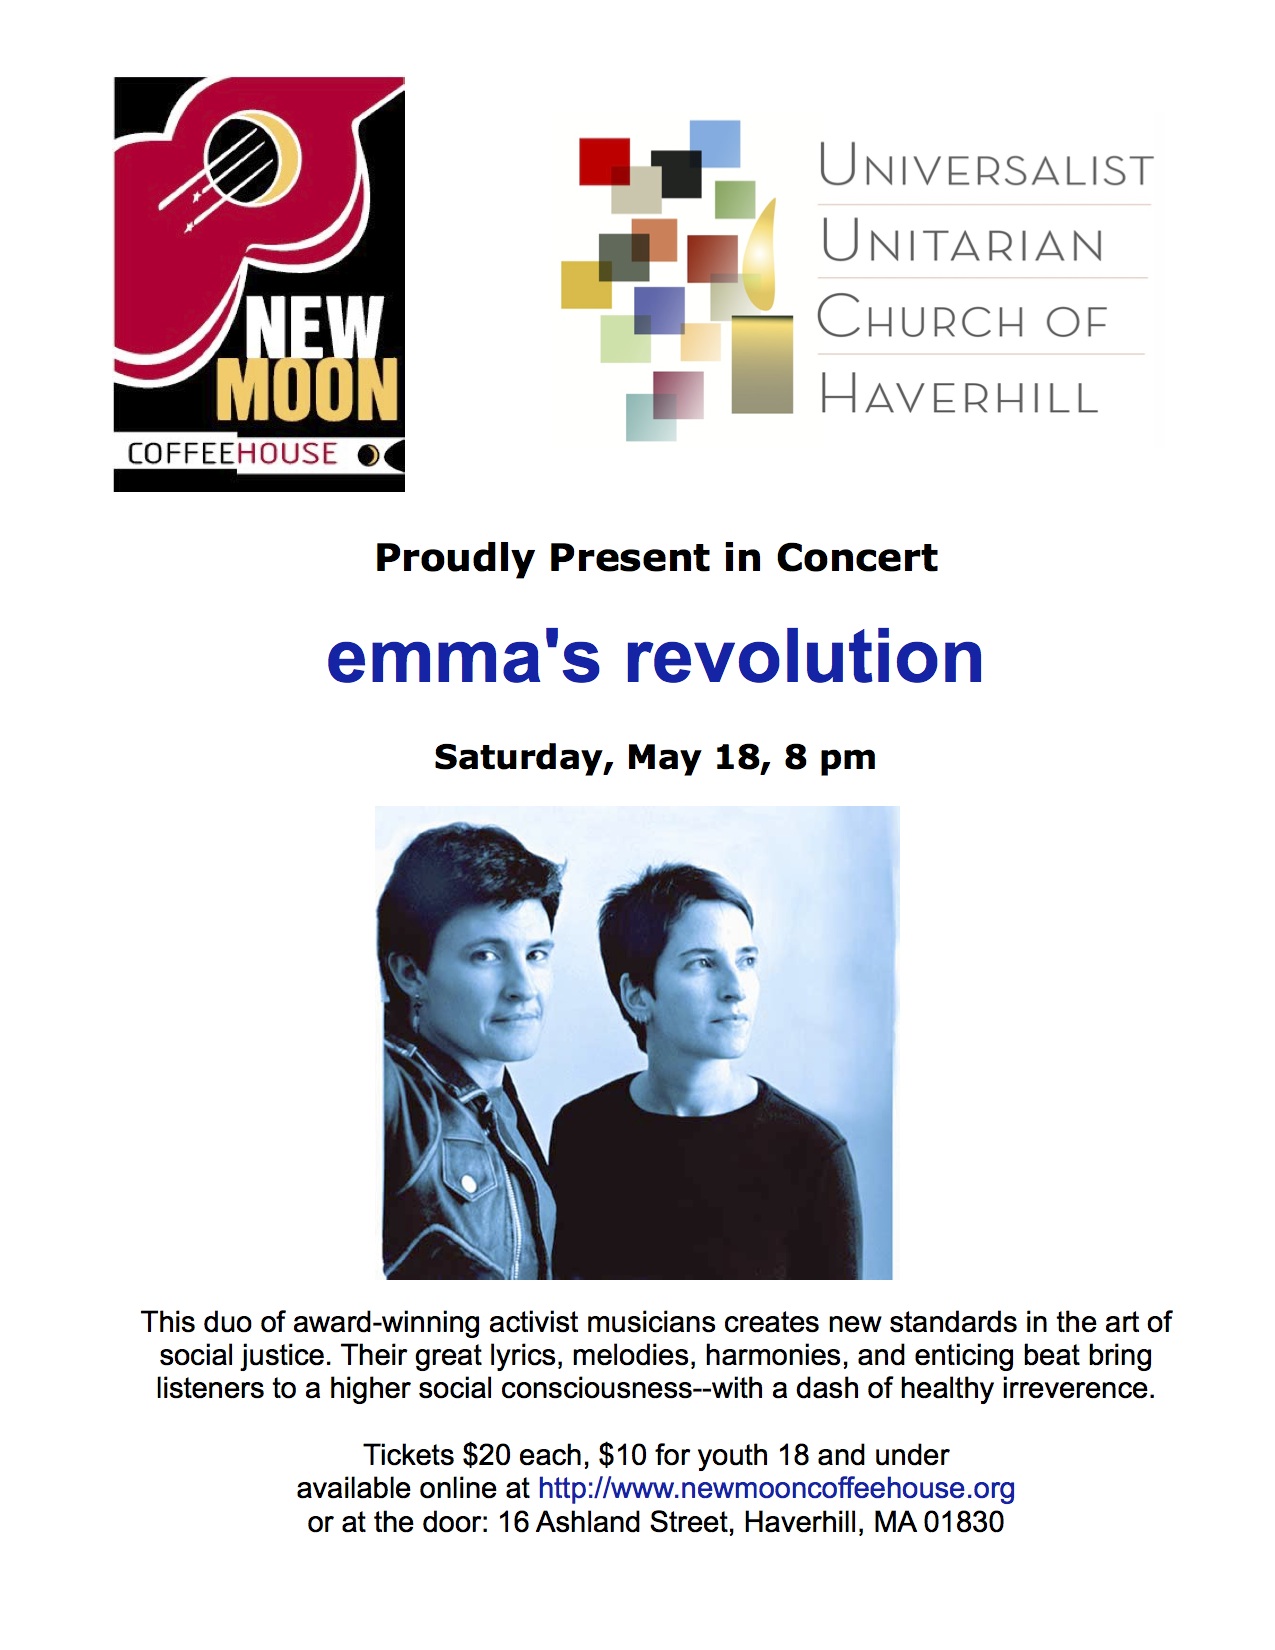 NEW
MOON
COFFEEHOUSE
UNIVERSALIST
UNITARIAN
CHURCH OF
HAVERHILL
Proudly Present in Concert
emma's revolution
Saturday, May 18, 8 pm
This duo of award-winning activist musicians creates new standards in the art of
social justice. Their great lyrics, melodies, harmonies, and enticing beat bring
listeners to a higher social consciousness--with a dash of healthy irreverence.
Tickets $20 each, $10 for youth 18 and under
available online at http://www.newmooncoffeehouse.org
or at the door: 16 Ashland Street, Haverhill, MA 01830